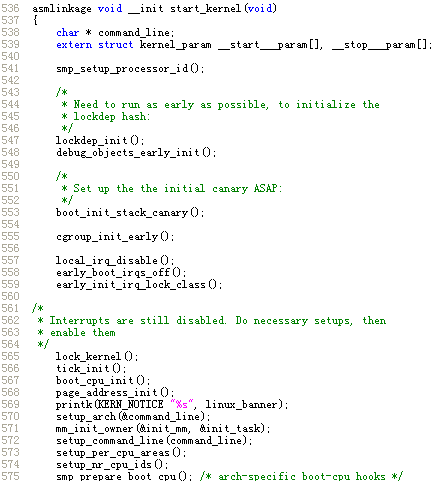 536 asmlinkage void __init start_kernel(void)
537 {
538     char * command_line;
539     extern struct kernel_param __start___param[], __stop___param[];
540
541     smp_setup_processor_id();
542
543     /*
544      * Need to run as early as possible, to initialize the
545      * lockdep hash:
546      */
547     lockdep_init();
548     debug_objects_early_init();
549
550     /*
551      * Set up the the initial canary ASAP:
552      */
553     boot_init_stack_canary();
554
555     cgroup_init_early();
556
557     local_irq_disable();
558     early_boot_irqs_off();
559     early_init_irq_lock_class();
560
561 /*
562  * Interrupts are still disabled. Do necessary setups, then
563  * enable them
564  */
565     lock_kernel();
566     tick_init();
567     boot_cpu_init();
568     page_address_init();
569     printk(KERN_NOTICE "%s", linux_banner);
570     setup_arch(&command_line);
571     mm_init_owner(&init_mm, &init_task);
572     setup_command_line(command_line);
573     setup_per_cpu_areas();
574     setup_nr_cpu_ids();
575     smp_prepare_boot_cpu(); /* arch-specific boot-cpu hooks */